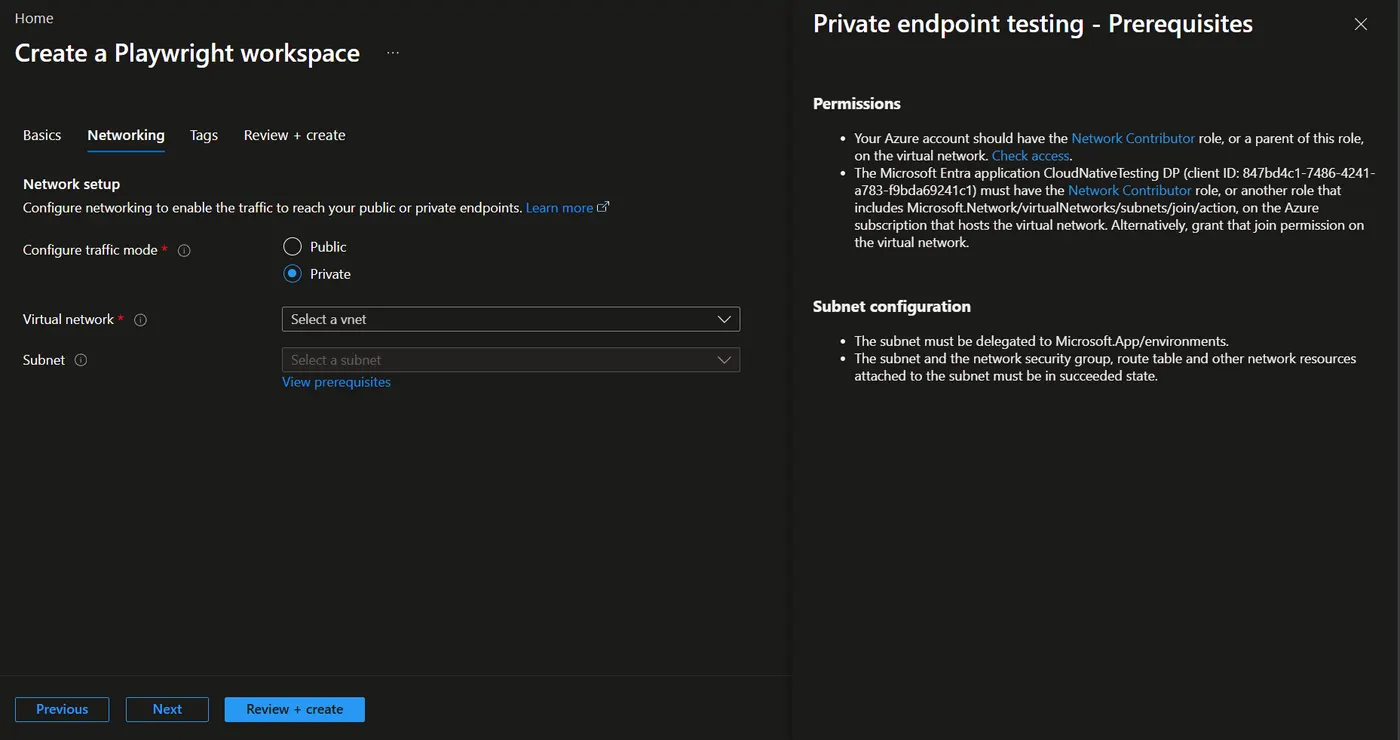 Home
Create a Playwright workspace ...
Basics Networking Tags Review + create
Network setup
Configure networking to enable the traffic to reach your public or private endpoints. Learn more
Configure traffic mode *
Public
Private
Virtual network *
Select a vnet
Subnet
Select a subnet
View prerequisites
Previous
Next
Review + create
Private endpoint testing - Prerequisites
Permissions
• Your Azure account should have the Network Contributor role, or a parent of this role,
on the virtual network. Check access.
• The Microsoft Entra application CloudNativeTesting DP (client ID: 847bd4c1-7486-4241-
a783-f9bda69241c1) must have the Network Contributor role, or another role that
includes Microsoft.Network/virtualNetworks/subnets/join/action, on the Azure
subscription that hosts the virtual network. Alternatively, grant that join permission on
the virtual network.
Subnet configuration
• The subnet must be delegated to Microsoft.App/environments.
• The subnet and the network security group, route table and other network resources
attached to the subnet must be in succeeded state.